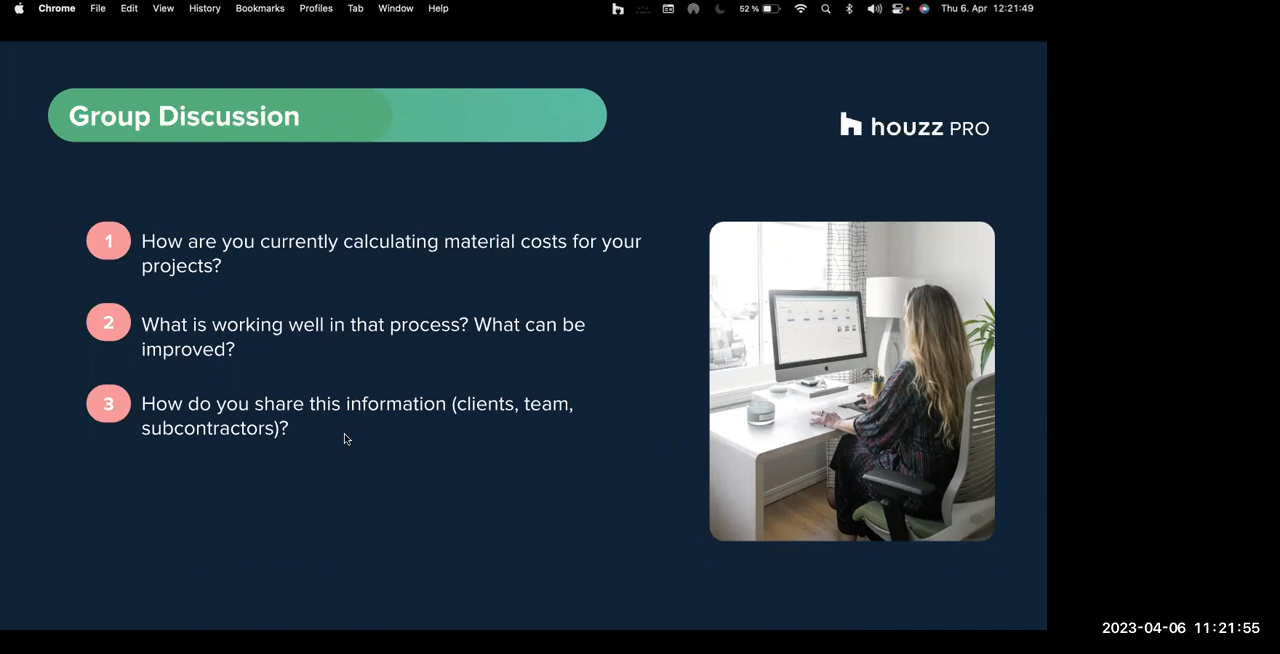 Chrome File Edit View History Bookmarks Profiles Tab Window Help 52 % Thu 6. Apr 12:21:49
Group Discussion
houzz PRO
1 How are you currently calculating material costs for your
projects?
2 What is working well in that process? What can be
improved?
3 How do you share this information (clients, team,
subcontractors)?
2023-04-06 11:21:55